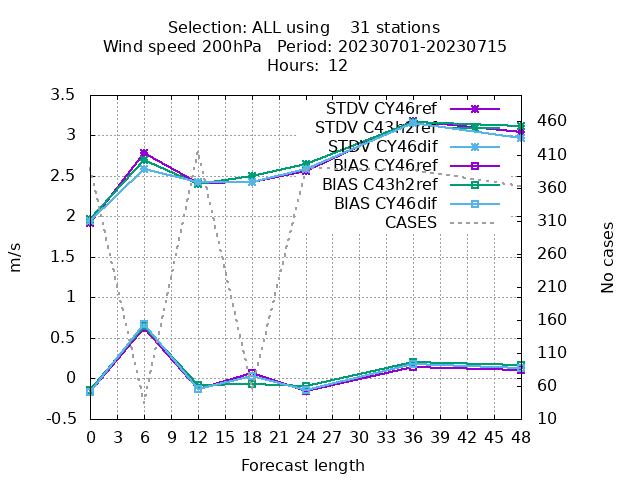 Selection: ALL using    31 stations
Wind speed 200hPa   Period: 20230701-20230715
Hours:  12
3.5
3
2.5
2
1.5
1
0.5
0
-0.5
m/s
STDV CY46ref
STDV C43h2ref
STDV CY46dif
BIAS CY46ref
BIAS C43h2ref
BIAS CY46dif
CASES
460
410
360
310
260
210
160
110
60
10
No cases
0 3 6 9 12 15 18 21 24 27 30 33 36 39 42 45 48
Forecast length